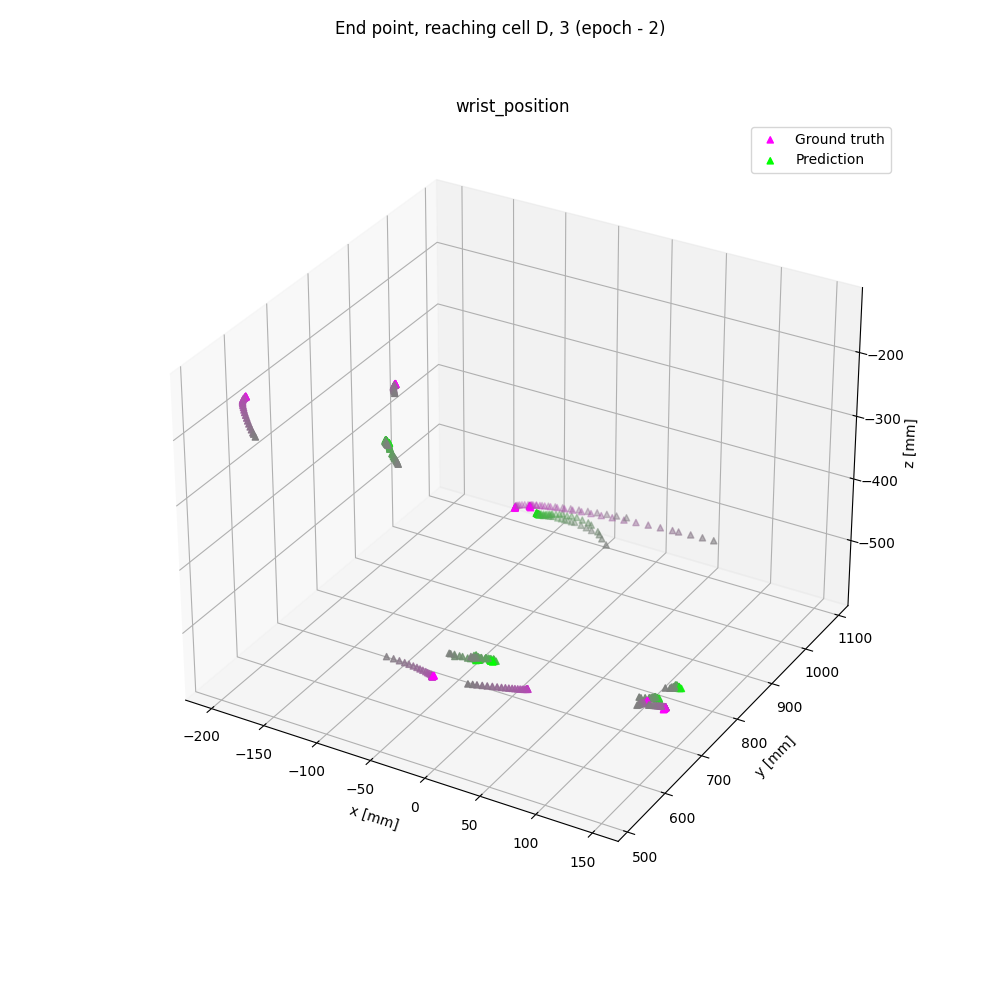 End point, reaching cell D, 3 (epoch - 2)
wrist_position
Ground truth
Prediction
−200
−300
−400
−500
z [mm]
1100
1000
900
800
700
600
500
y [mm]
−200
−150
−100
−50
0
50
100
150
x [mm]